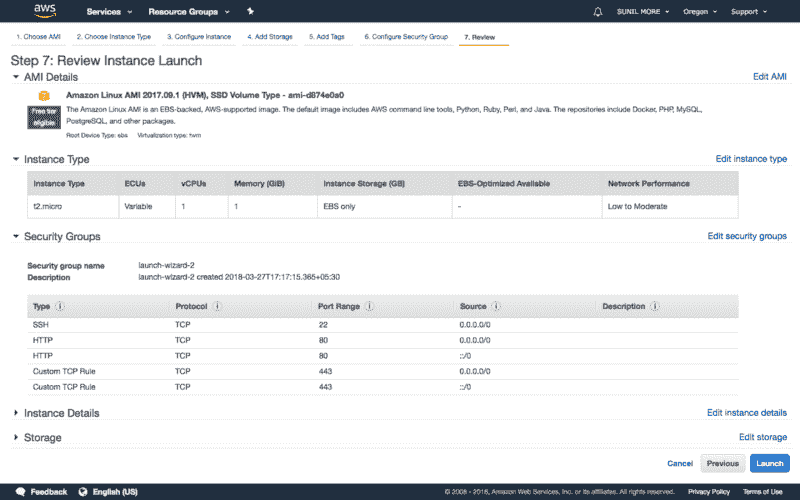 aws
Services
Resource Groups
SUNIL MORE
Oregon
Support
1. Choose AMI 2. Choose Instance Type 3. Configure Instance 4. Add Storage 5. Add Tags 6. Configure Security Group 7. Review
Step 7: Review Instance Launch
AMI Details
Edit AMI
Amazon Linux AMI 2017.09.1 (HVM), SSD Volume Type - ami-d874e0a0
Free tier
eligible
The Amazon Linux AMI is an EBS-backed, AWS-supported image. The default image includes AWS command line tools, Python, Ruby, Perl, and Java. The repositories include Docker, PHP, MySQL,
PostgreSQL, and other packages.
Root Device Type: ebs Virtualization type: hvm
Instance Type
Edit instance type
Instance Type ECUs vCPUs Memory (GiB) Instance Storage (GB) EBS-Optimized Available Network Performance
t2.micro Variable 1 1 EBS only - Low to Moderate
Security Groups
Edit security groups
Security group name launch-wizard-2
Description launch-wizard-2 created 2018-03-27T17:17:15.365+05:30
Type Protocol Port Range Source Description
SSH TCP 22 0.0.0.0/0
HTTP TCP 80 0.0.0.0/0
HTTP TCP 80 ::/0
Custom TCP Rule TCP 443 0.0.0.0/0
Custom TCP Rule TCP 443 ::/0
Instance Details
Edit instance details
Storage
Edit storage
Cancel Previous Launch
Feedback English (US) © 2008 - 2018, Amazon Web Services, Inc. or its affiliates. All rights reserved. Privacy Policy Terms of Use